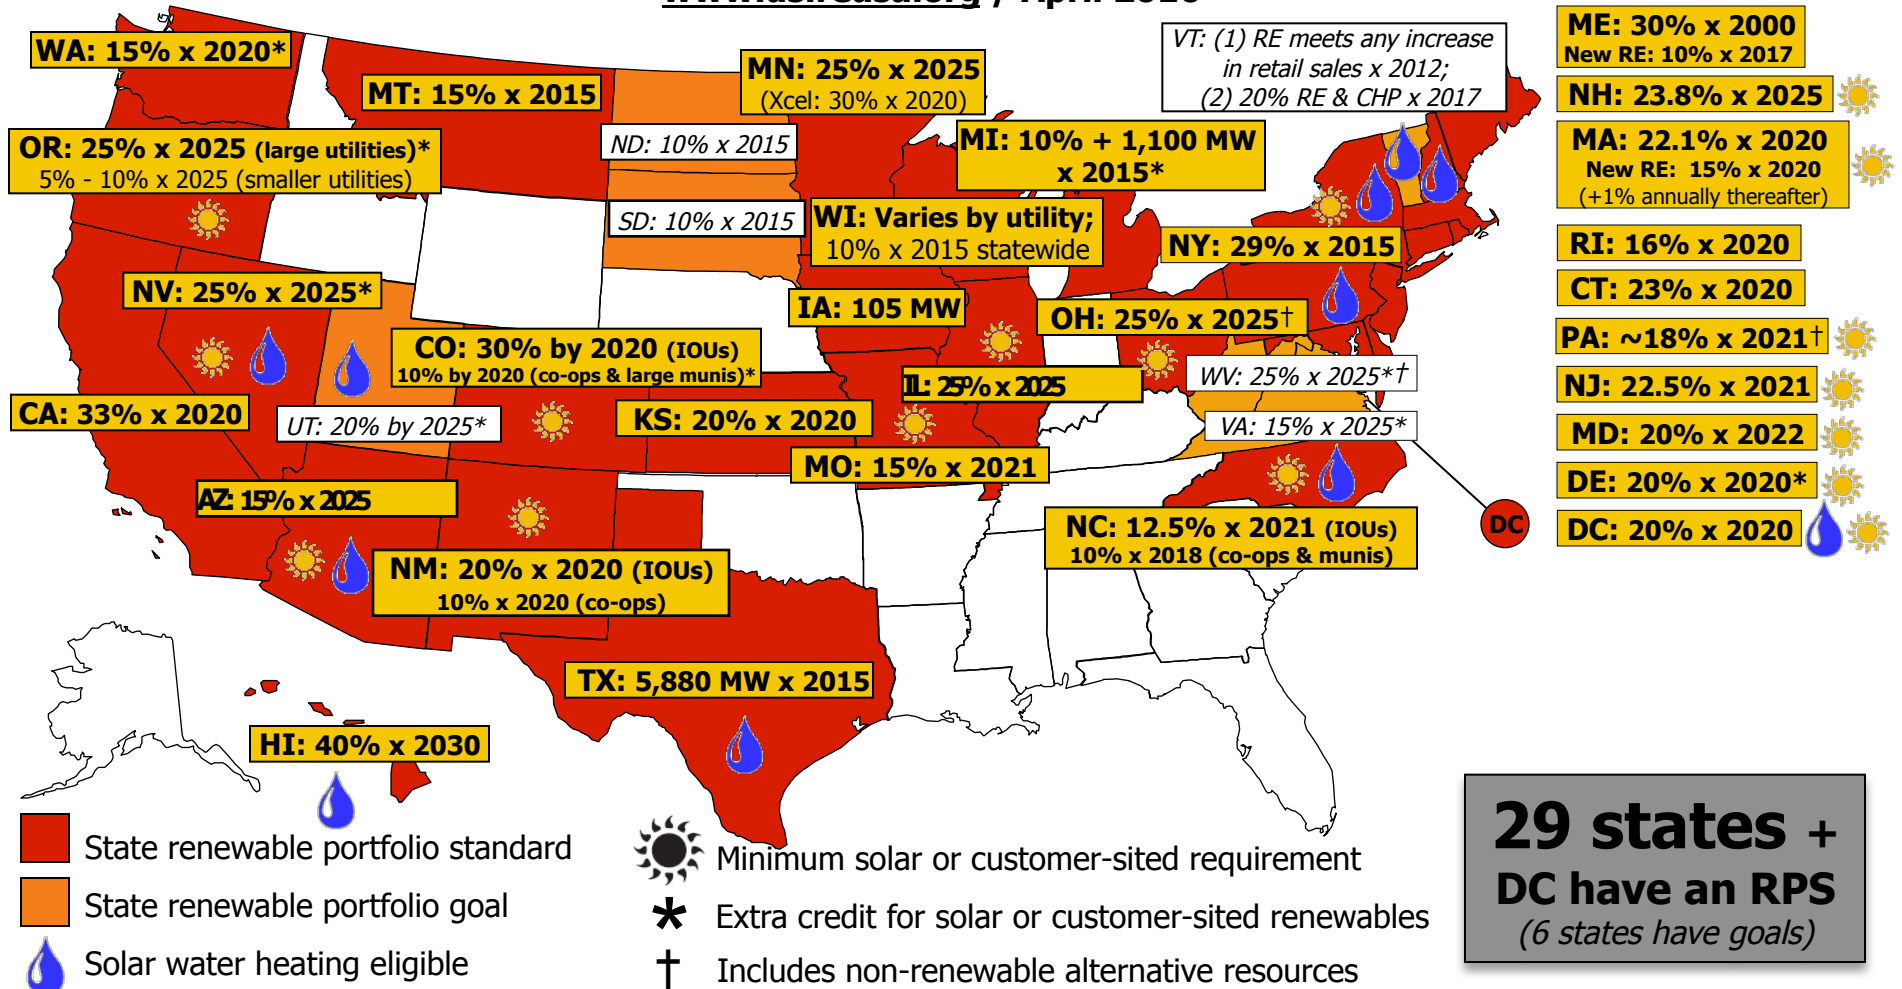 www.dsireusa.org / April 2010
WA: 15% x 2020*
MT: 15% x 2015
MN: 25% x 2025
(Xcel: 30% x 2020)
VT: (1) RE meets any increase
in retail sales x 2012;
(2) 20% RE & CHP x 2017
ME: 30% x 2000
New RE: 10% x 2017
NH: 23.8% x 2025
OR: 25% x 2025 (large utilities)*
5% - 10% x 2025 (smaller utilities)
ND: 10% x 2015
MI: 10% + 1,100 MW
x 2015*
MA: 22.1% x 2020
New RE: 15% x 2020
(+1% annually thereafter)
SD: 10% x 2015
WI: Varies by utility;
10% x 2015 statewide
NY: 29% x 2015
RI: 16% x 2020
NV: 25% x 2025*
IA: 105 MW
OH: 25% x 2025†
CT: 23% x 2020
CO: 30% by 2020 (IOUs)
10% by 2020 (co-ops & large munis)*
PA: ~18% x 2021†
WV: 25% x 2025*†
IL: 25% x 2025
NJ: 22.5% x 2021
CA: 33% x 2020
UT: 20% by 2025*
KS: 20% x 2020
VA: 15% x 2025*
MD: 20% x 2022
MO: 15% x 2021
DE: 20% x 2020*
AZ: 15% x 2025
NC: 12.5% x 2021 (IOUs)
10% x 2018 (co-ops & munis)
DC
DC: 20% x 2020
NM: 20% x 2020 (IOUs)
10% x 2020 (co-ops)
TX: 5,880 MW x 2015
HI: 40% x 2030
State renewable portfolio standard
State renewable portfolio goal
Solar water heating eligible
Minimum solar or customer-sited requirement
* Extra credit for solar or customer-sited renewables
† Includes non-renewable alternative resources
29 states +
DC have an RPS
(6 states have goals)